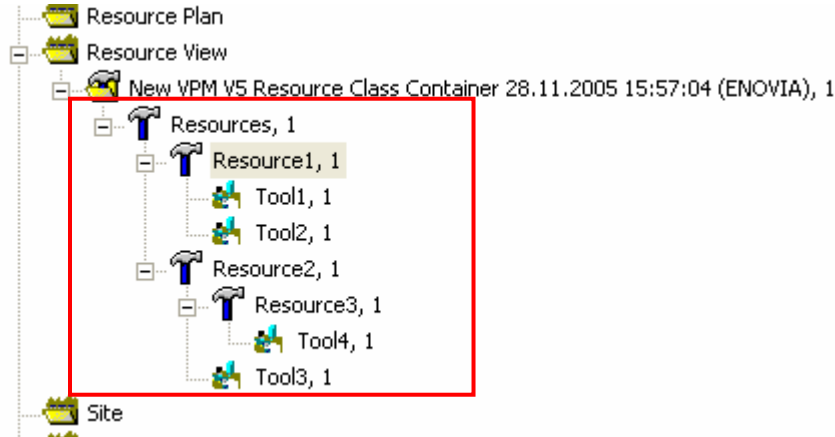 Resource Plan
Resource View
New VPM V5 Resource Class Container 28.11.2005 15:57:04 (ENOVIA), 1
Resources, 1
Resource1, 1
Tool1, 1
Tool2, 1
Resource2, 1
Resource3, 1
Tool4, 1
Tool3, 1
Site